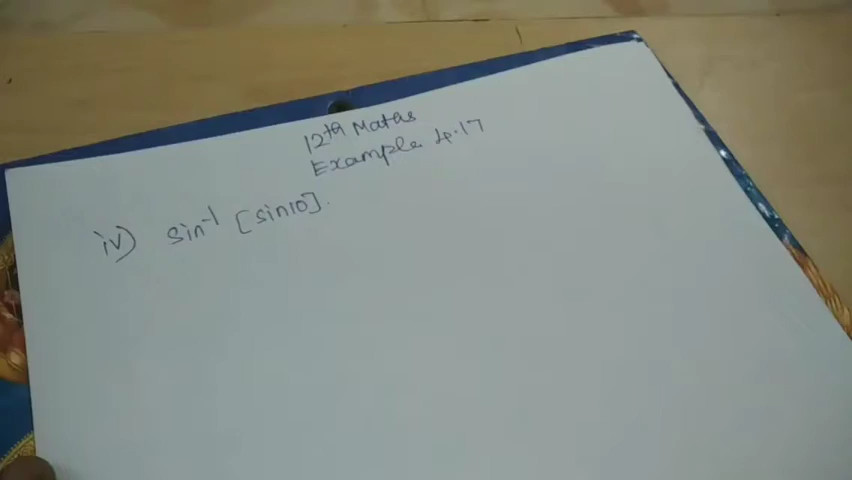 12th Maths
Example 4.17
iv) sin⁻¹ [sin10].